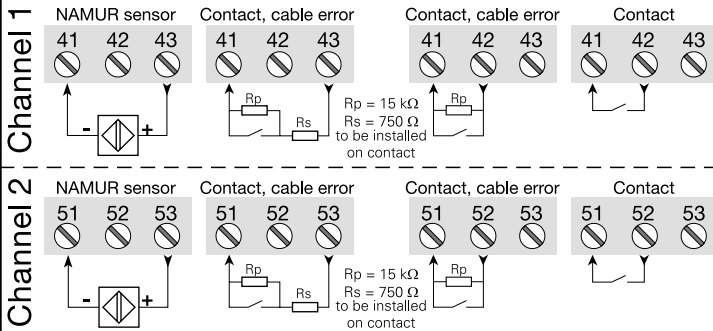 Channel 1
NAMUR sensor Contact, cable error Contact, cable error Contact
41 42 43 41 42 43 41 42 43 41 42 43
- +
Rp
Rs
Rp = 15 kΩ
Rs = 750 Ω
to be installed
on contact
Rp
Channel 2
NAMUR sensor Contact, cable error Contact, cable error Contact
51 52 53 51 52 53 51 52 53 51 52 53
- +
Rp
Rs
Rp = 15 kΩ
Rs = 750 Ω
to be installed
on contact
Rp